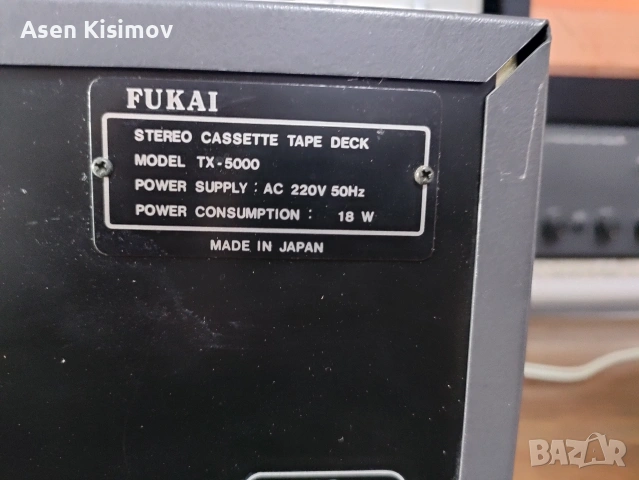 Asen Kisimov
FUKAI
STEREO CASSETTE TAPE DECK
MODEL TX-5000
POWER SUPPLY : AC 220V 50Hz
POWER CONSUMPTION : 18 W
MADE IN JAPAN
BAZAR